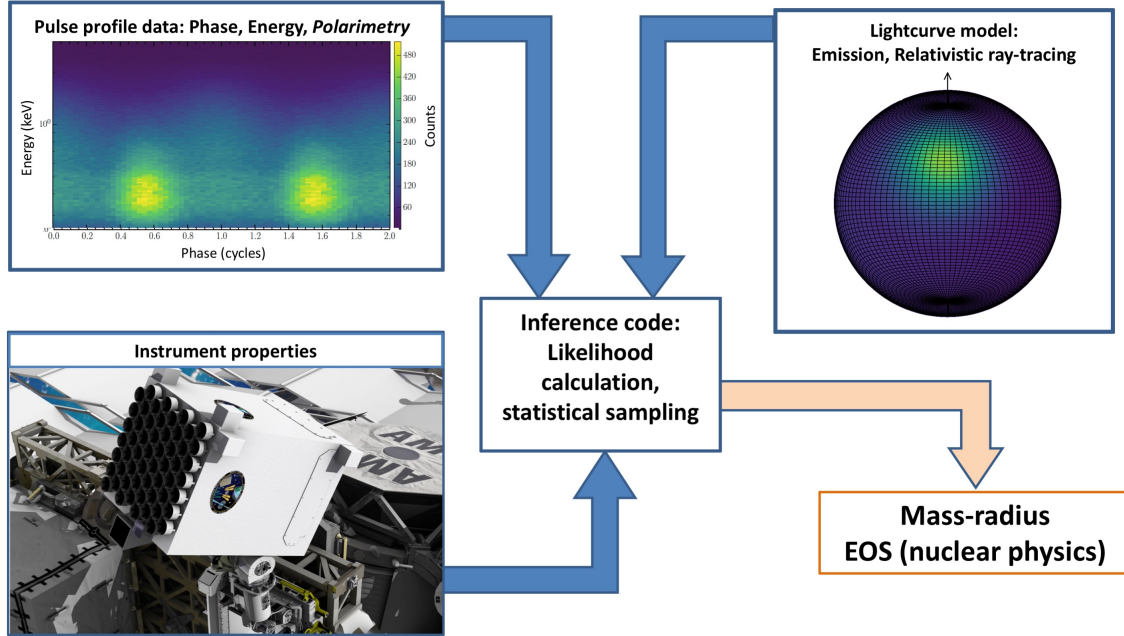 Pulse profile data: Phase, Energy, Polarimetry
Energy (keV)
10⁰
0.0 0.2 0.4 0.6 0.8 1.0 1.2 1.4 1.6 1.8 2.0
Phase (cycles)
480
420
360
300
240
180
120
60
Counts
Lightcurve model:
Emission, Relativistic ray-tracing
Instrument properties
AM
AM
Inference code:
Likelihood
calculation,
statistical sampling
Mass-radius
EOS (nuclear physics)